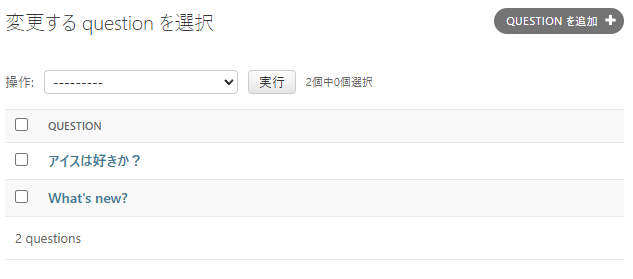 変更する question を選択
QUESTION を追加 +
操作: --------- 実行 2個中0個選択
QUESTION
アイスは好きか？
What's new?
2 questions